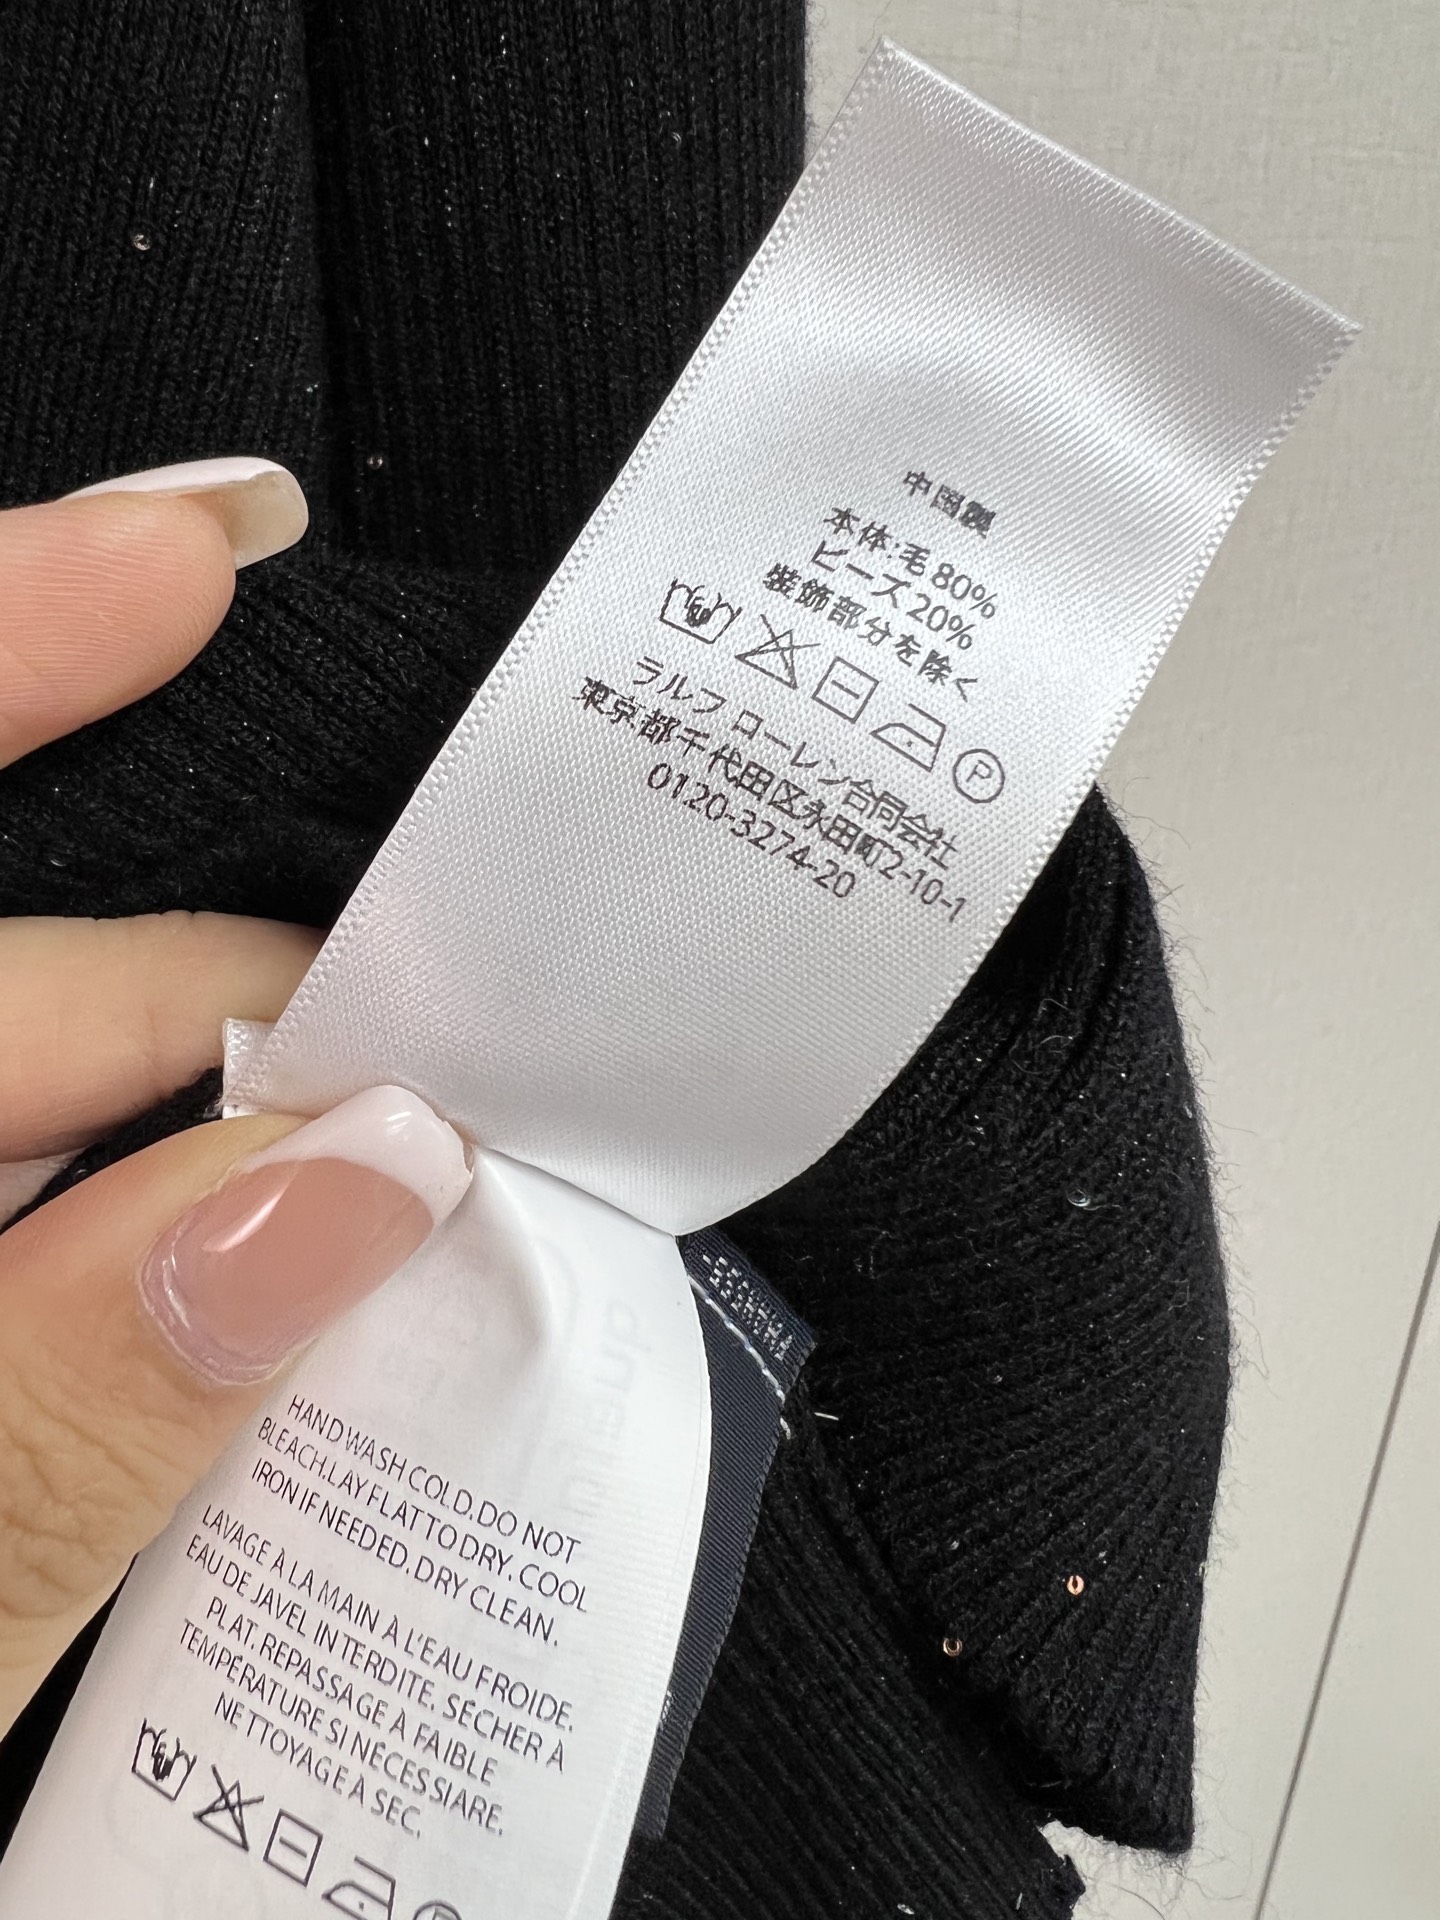 中国製
本体:毛 80%
ビーズ 20%
装飾部分を除く
P
ラルフ ローレン合同会社
東京都千代田区永田町2-10-1
0120-3274-20
HAND WASH COLD.DO NOT
BLEACH.LAY FLAT TO DRY. COOL
IRON IF NEEDED.DRY CLEAN.
LAVAGE À LA MAIN À L'EAU FROIDE.
EAU DE JAVEL INTERDITE. SÉCHER À
PLAT. REPASSAGE À FAIBLE
TEMPÉRATURE SI NÉCESSIARE.
NETTOYAGE À SEC.